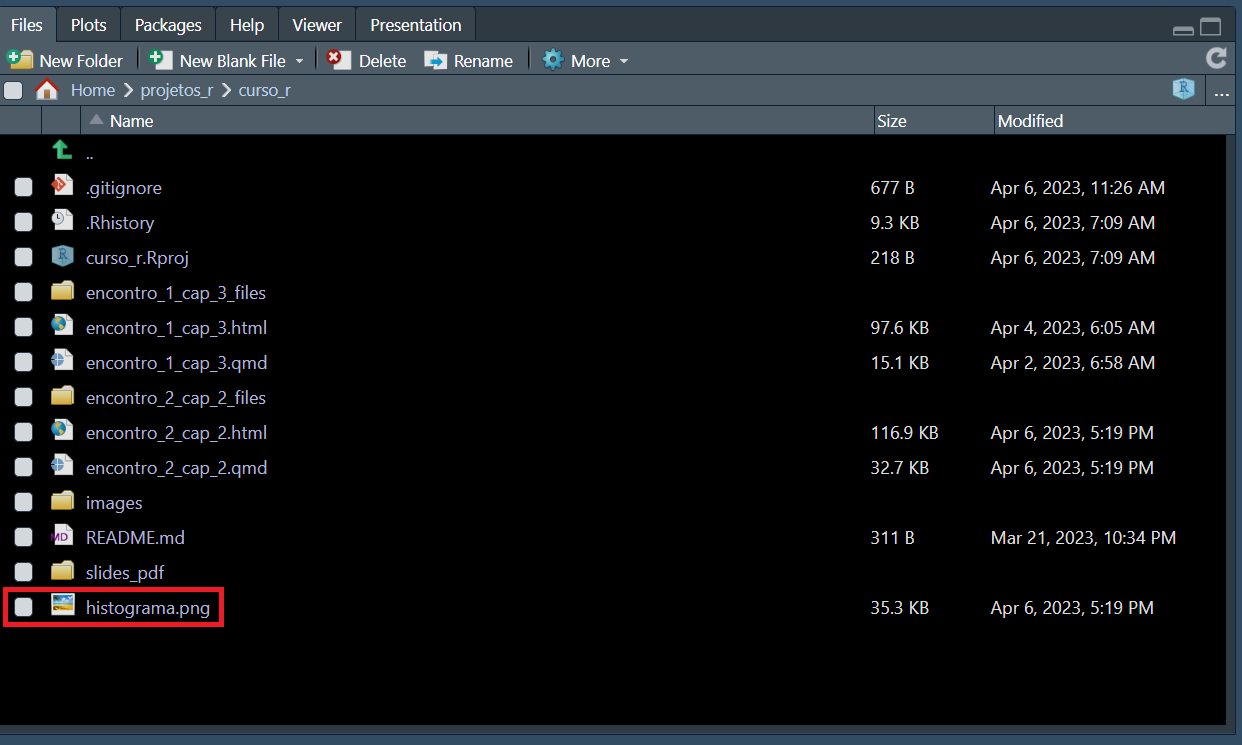 Files Plots Packages Help Viewer Presentation
New Folder New Blank File Delete Rename More
Home projetos_r curso_r R ...
Name Size Modified
..
.gitignore 677 B Apr 6, 2023, 11:26 AM
.Rhistory 9.3 KB Apr 6, 2023, 7:09 AM
R curso_r.Rproj 218 B Apr 6, 2023, 7:09 AM
encontro_1_cap_3_files
encontro_1_cap_3.html 97.6 KB Apr 4, 2023, 6:05 AM
encontro_1_cap_3.qmd 15.1 KB Apr 2, 2023, 6:58 AM
encontro_2_cap_2_files
encontro_2_cap_2.html 116.9 KB Apr 6, 2023, 5:19 PM
encontro_2_cap_2.qmd 32.7 KB Apr 6, 2023, 5:19 PM
images
MD README.md 311 B Mar 21, 2023, 10:34 PM
slides_pdf
histograma.png 35.3 KB Apr 6, 2023, 5:19 PM